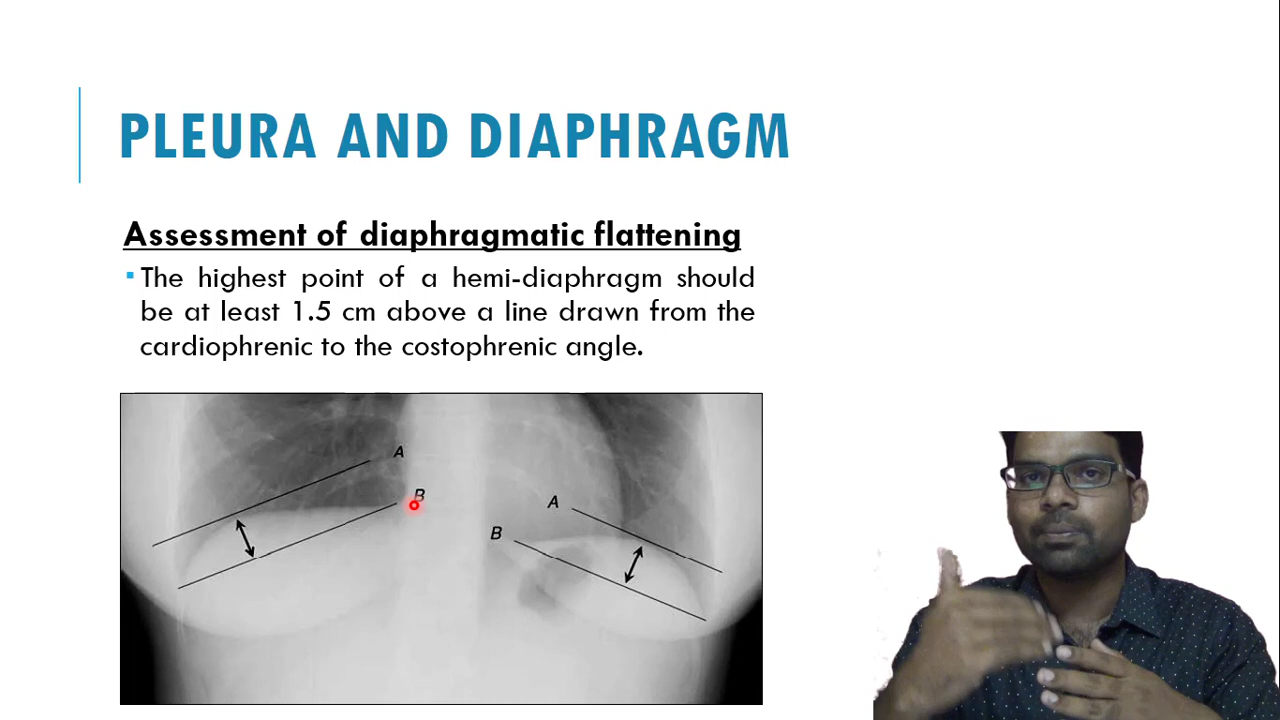 PLEURA AND DIAPHRAGM
Assessment of diaphragmatic flattening
The highest point of a hemi-diaphragm should
be at least 1.5 cm above a line drawn from the
cardiophrenic to the costophrenic angle.
A
B
A
B